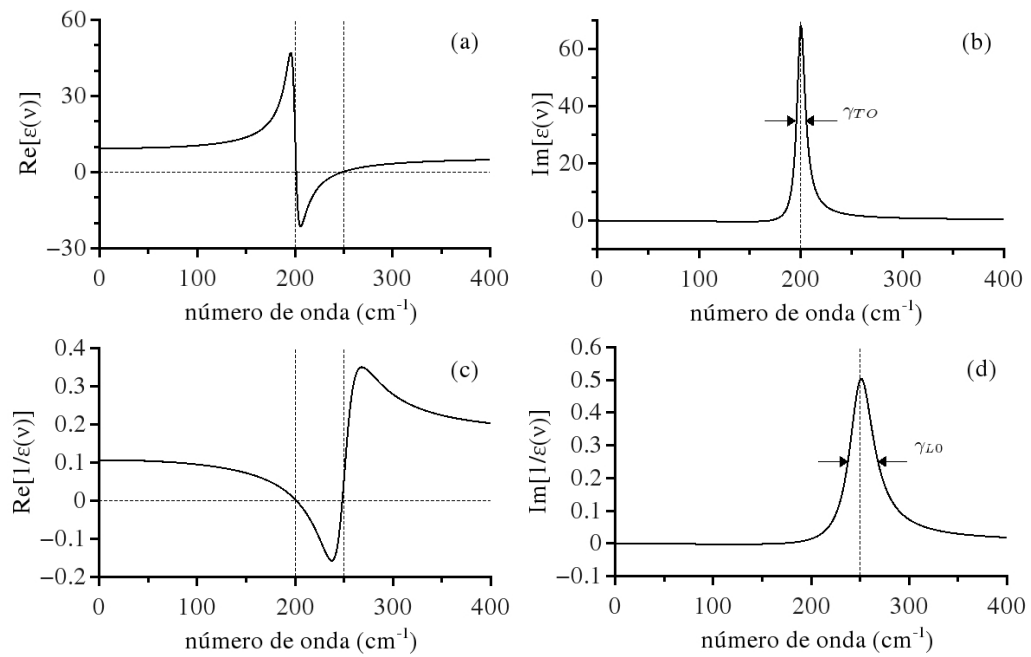 60
30
0
−30
Re[ε(ν)]
(a)
0 100 200 300 400
número de onda (cm⁻¹)
60
40
20
0
Im[ε(ν)]
(b)
γTO
0 100 200 300 400
número de onda (cm⁻¹)
0.4
0.3
0.2
0.1
0
−0.1
−0.2
Re[1/ε(ν)]
(c)
0 100 200 300 400
número de onda (cm⁻¹)
0.6
0.5
0.4
0.3
0.2
0.1
0
−0.1
Im[1/ε(ν)]
(d)
γL0
0 100 200 300 400
número de onda (cm⁻¹)